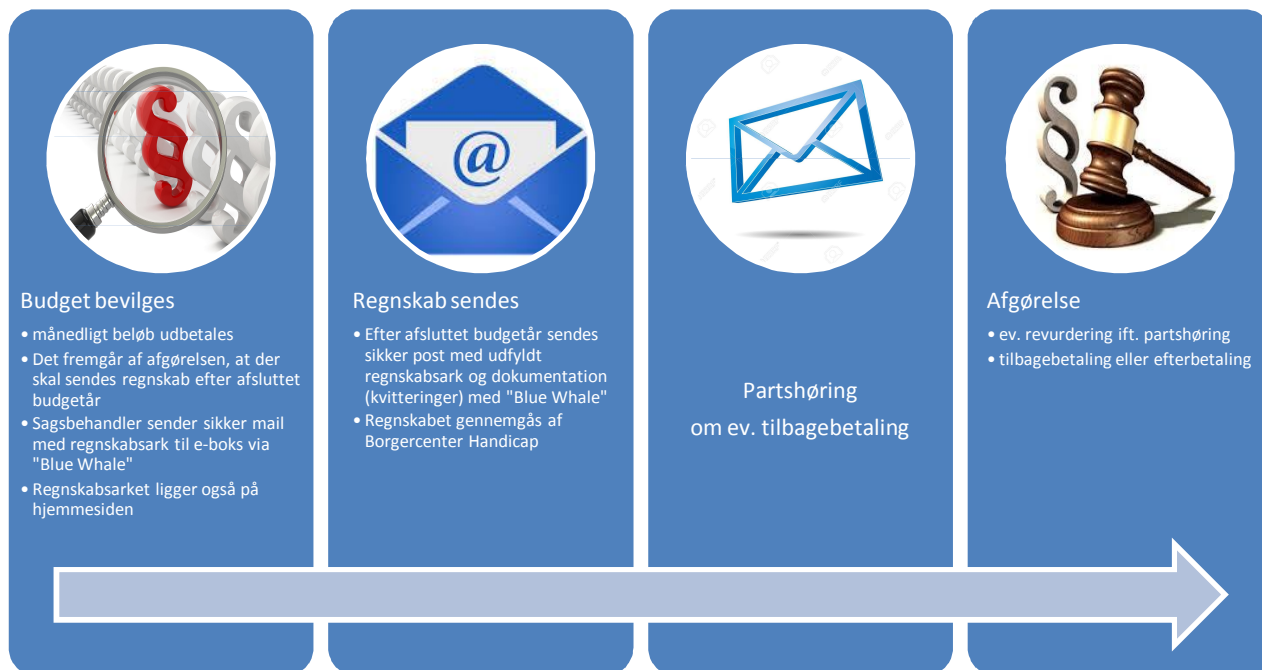 Budget bevilges
• månedligt beløb udbetales
• Det fremgår af afgørelsen, at der
skal sendes regnskab efter afsluttet
budgetår
• Sagsbehandler sender sikker mail
med regnskabsark til e-boks via
"Blue Whale"
• Regnskabsarket ligger også på
hjemmesiden
Regnskab sendes
• Efter afsluttet budgetår sendes
sikker post med udfyldt
regnskabsark og dokumentation
(kvitteringer) med "Blue Whale"
• Regnskabet gennemgås af
Borgercenter Handicap
Partshøring
om ev. tilbagebetaling
Afgørelse
• ev. revurdering ift. partshøring
• tilbagebetaling eller efterbetaling